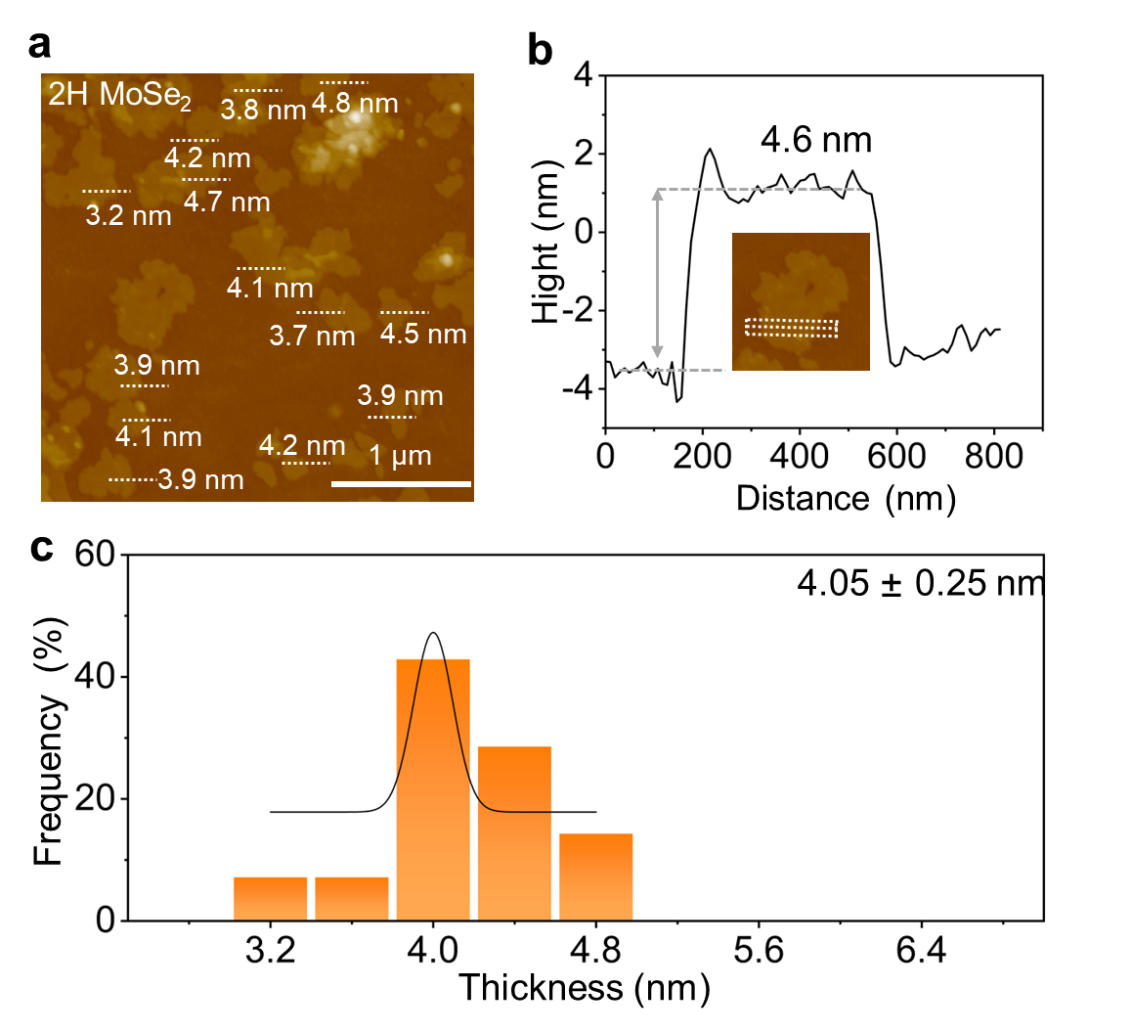 a
2H MoSe₂
3.8 nm
4.8 nm
4.2 nm
4.7 nm
3.2 nm
4.1 nm
3.7 nm
4.5 nm
3.9 nm
3.9 nm
4.1 nm
4.2 nm
1 µm
3.9 nm
b
4
2
0
-2
-4
Hight (nm)
4.6 nm
0 200 400 600 800
Distance (nm)
c
60
40
20
0
Frequency (%)
4.05 ± 0.25 nm
3.2 4.0 4.8 5.6 6.4
Thickness (nm)